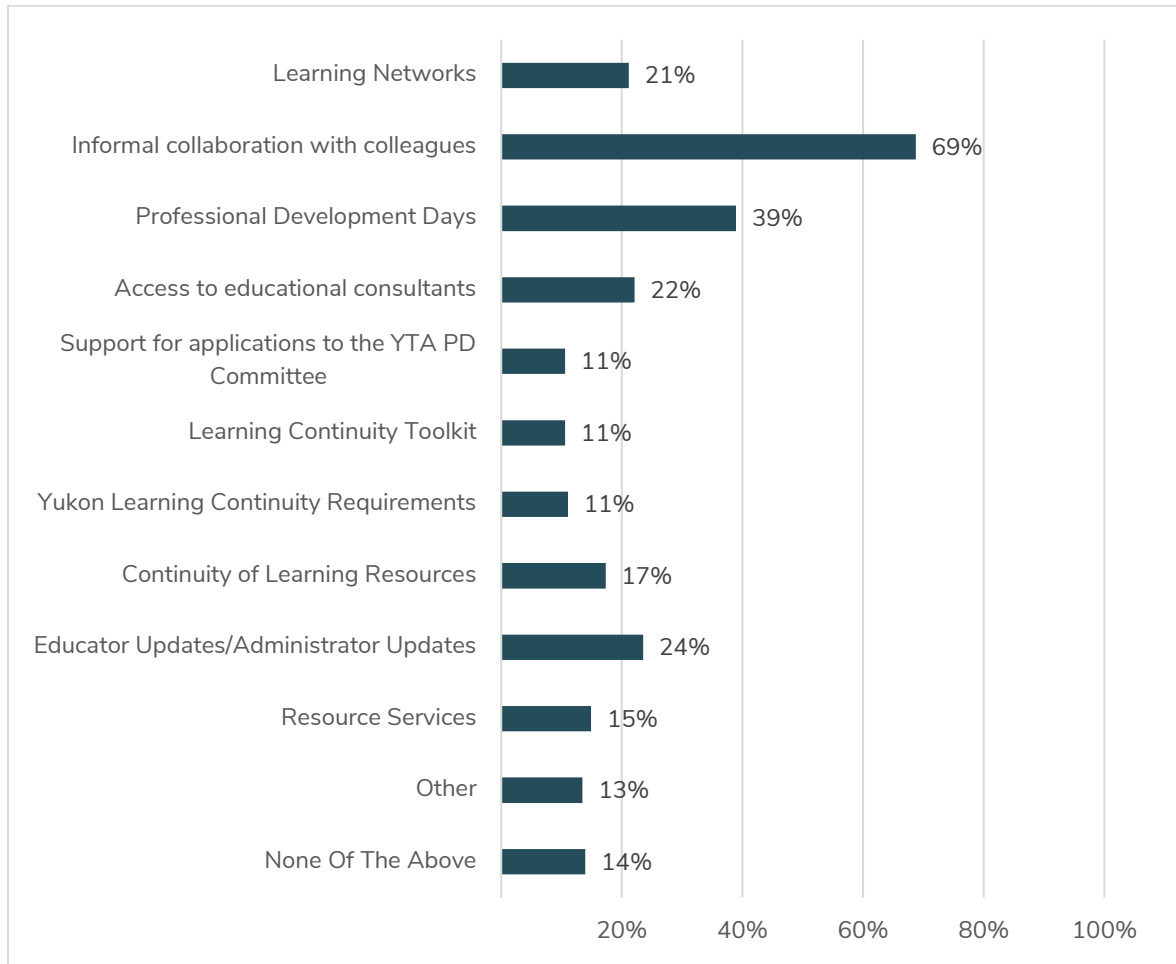 Learning Networks 21%
Informal collaboration with colleagues 69%
Professional Development Days 39%
Access to educational consultants 22%
Support for applications to the YTA PD
Committee 11%
Learning Continuity Toolkit 11%
Yukon Learning Continuity Requirements 11%
Continuity of Learning Resources 17%
Educator Updates/Administrator Updates 24%
Resource Services 15%
Other 13%
None Of The Above 14%
20% 40% 60% 80% 100%